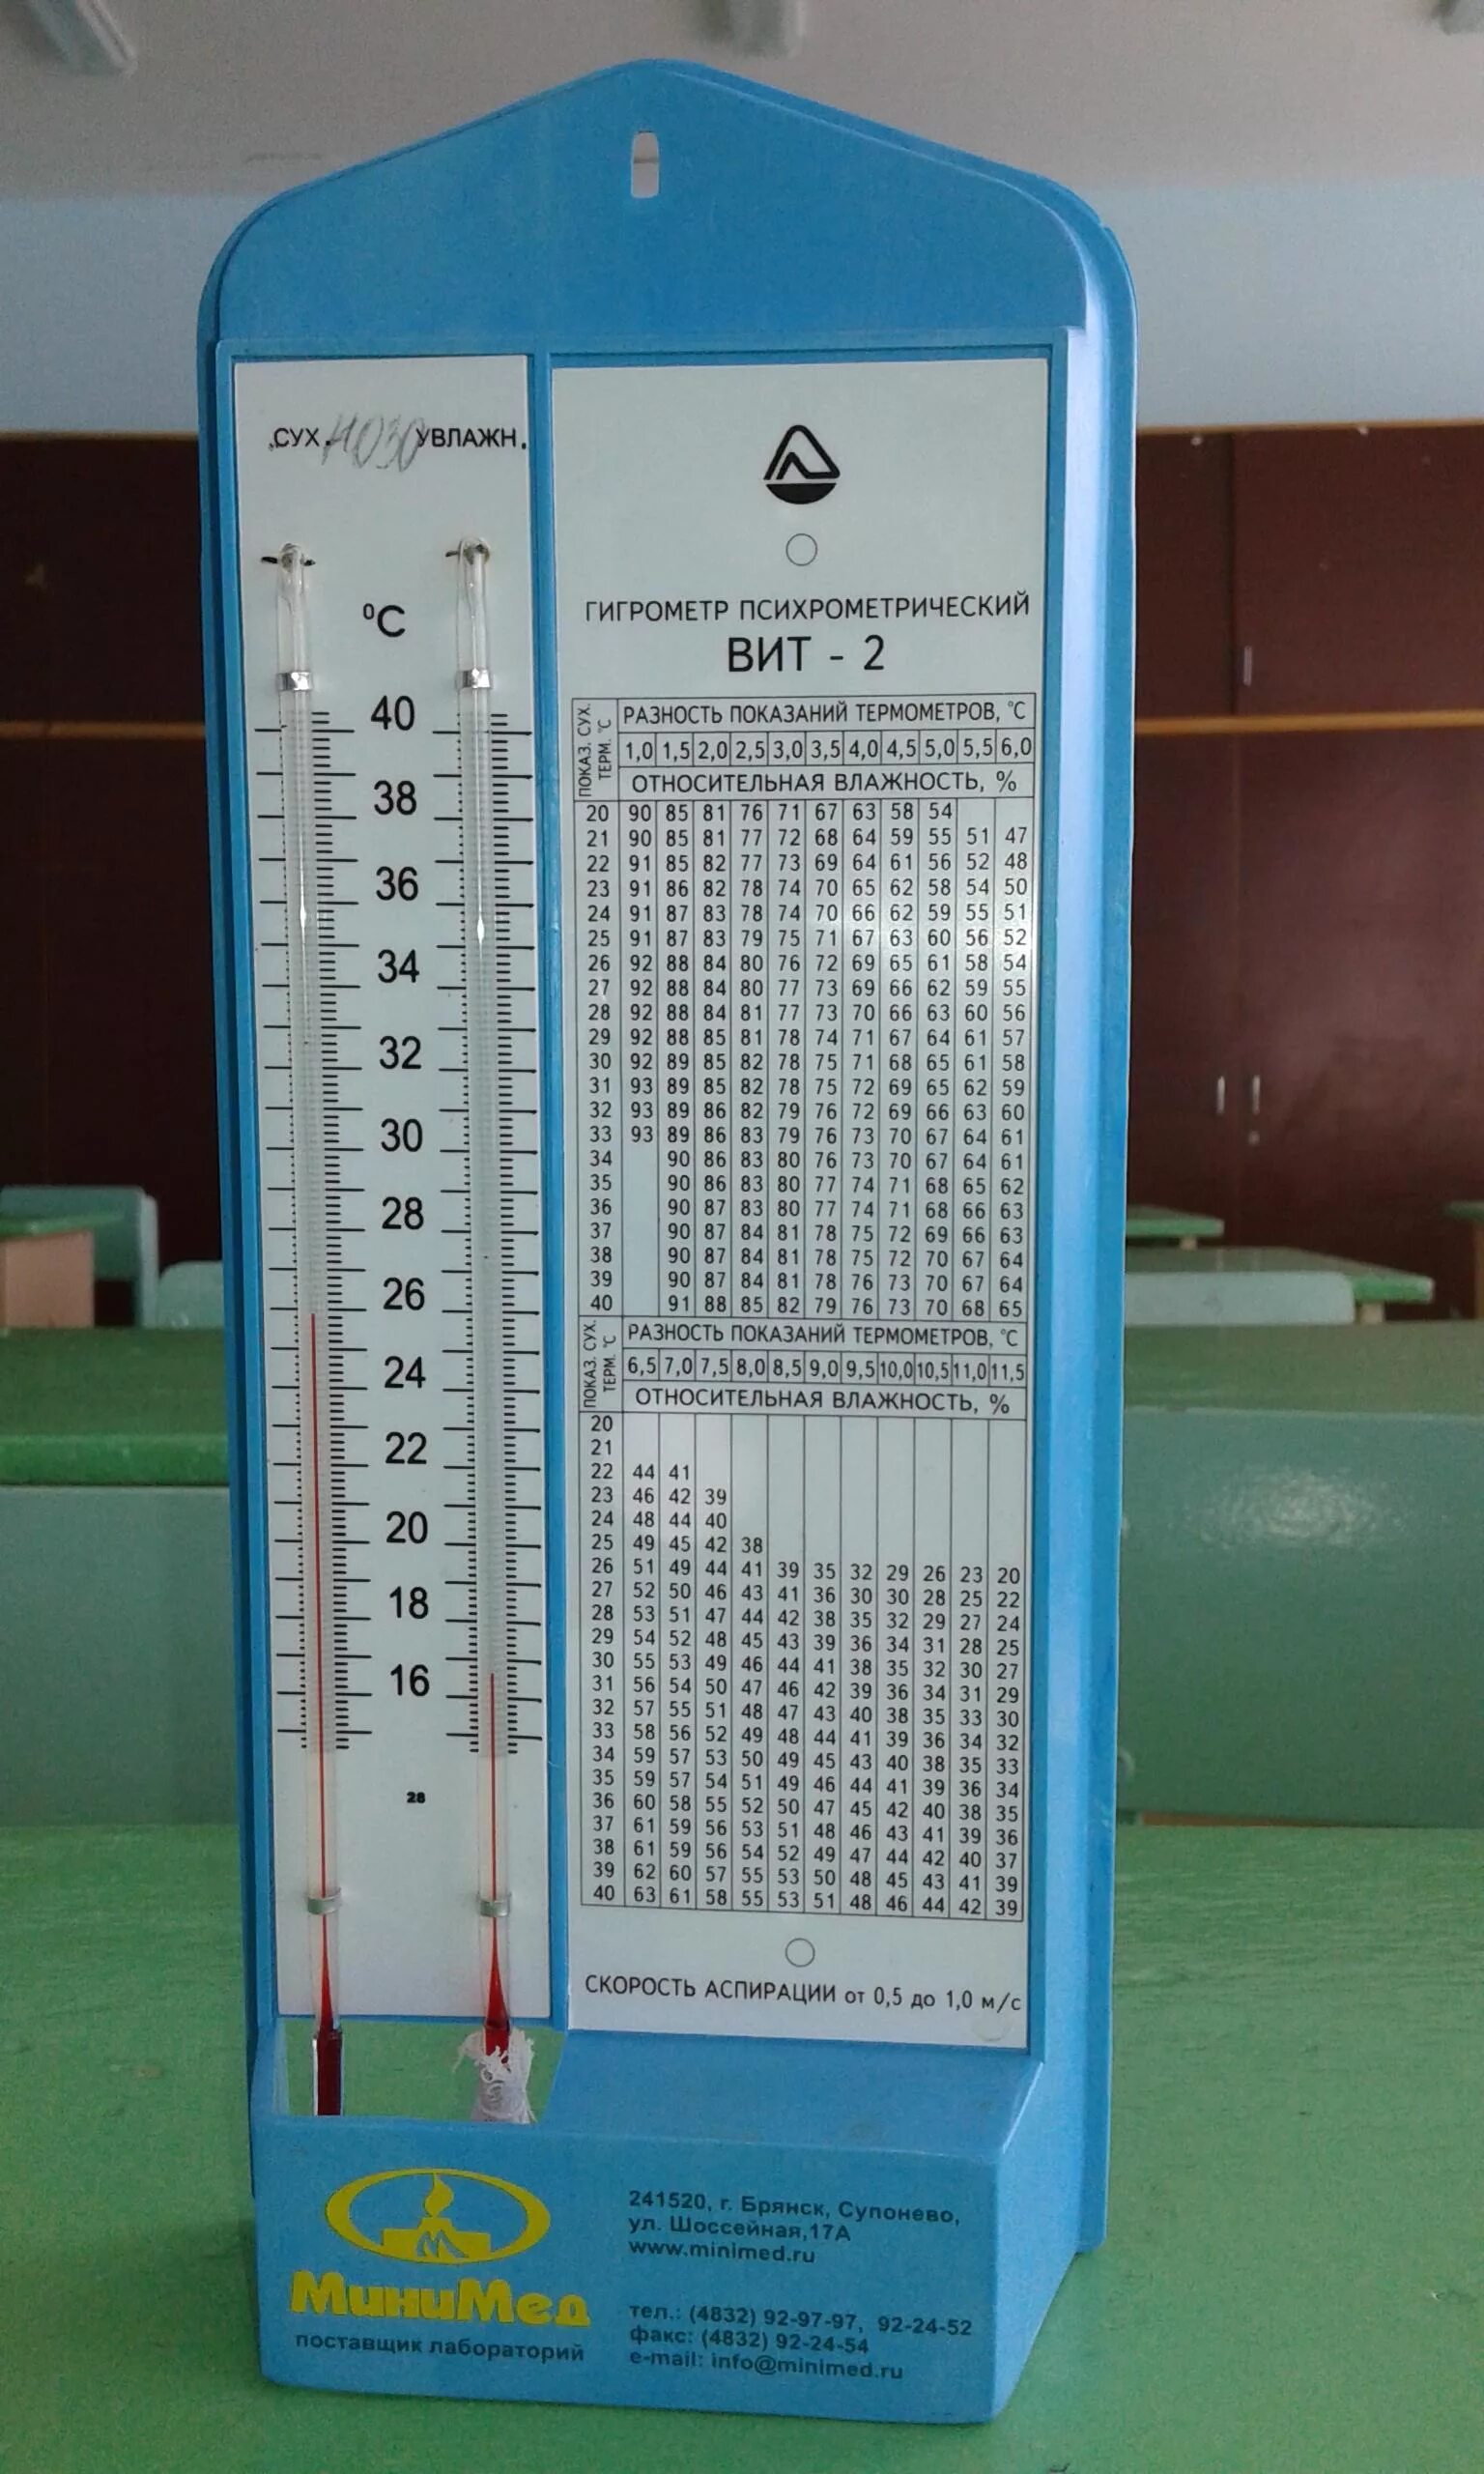 СУХ. 4030 УВЛАЖН.
°C
40
38
36
34
32
30
28
26
24
22
20
18
16
28
ГИГРОМЕТР ПСИХРОМЕТРИЧЕСКИЙ
ВИТ - 2
ПОКАЗ. СУХ. ТЕРМ. °C
РАЗНОСТЬ ПОКАЗАНИЙ ТЕРМОМЕТРОВ, °C
1,0 1,5 2,0 2,5 3,0 3,5 4,0 4,5 5,0 5,5 6,0
ОТНОСИТЕЛЬНАЯ ВЛАЖНОСТЬ, %
20 90 85 81 76 71 67 63 58 54
21 90 85 81 77 72 68 64 59 55 51 47
22 91 85 82 77 73 69 64 61 56 52 48
23 91 86 82 78 74 70 65 62 58 54 50
24 91 87 83 78 74 70 66 62 59 55 51
25 91 87 83 79 75 71 67 63 60 56 52
26 92 88 84 80 76 72 69 65 61 58 54
27 92 88 84 80 77 73 69 66 62 59 55
28 92 88 84 81 77 73 70 66 63 60 56
29 92 88 85 81 78 74 71 67 64 61 57
30 92 89 85 82 78 75 71 68 65 61 58
31 93 89 85 82 78 75 72 69 65 62 59
32 93 89 86 82 79 76 72 69 66 63 60
33 93 89 86 83 79 76 73 70 67 64 61
34 90 86 83 80 76 73 70 67 64 61
35 90 86 83 80 77 74 71 68 65 62
36 90 87 83 80 77 74 71 68 66 63
37 90 87 84 81 78 75 72 69 66 63
38 90 87 84 81 78 75 72 70 67 64
39 90 87 84 81 78 76 73 70 67 64
40 91 88 85 82 79 76 73 70 68 65
ПОКАЗ. СУХ. ТЕРМ. °C
РАЗНОСТЬ ПОКАЗАНИЙ ТЕРМОМЕТРОВ, °C
6,5 7,0 7,5 8,0 8,5 9,0 9,5 10,0 10,5 11,0 11,5
ОТНОСИТЕЛЬНАЯ ВЛАЖНОСТЬ, %
20
21
22 44 41
23 46 42 39
24 48 44 40
25 49 45 42 38
26 51 49 44 41 39 35 32 29 26 23 20
27 52 50 46 43 41 36 30 30 28 25 22
28 53 51 47 44 42 38 35 32 29 27 24
29 54 52 48 45 43 39 36 34 31 28 25
30 55 53 49 46 44 41 38 35 32 30 27
31 56 54 50 47 46 42 39 36 34 31 29
32 57 55 51 48 47 43 40 38 35 33 30
33 58 56 52 49 48 44 41 39 36 34 32
34 59 57 53 50 49 45 43 40 38 35 33
35 59 57 54 51 49 46 44 41 39 36 34
36 60 58 55 52 50 47 45 42 40 38 35
37 61 59 56 53 51 48 46 43 41 39 36
38 61 59 56 54 52 49 47 44 42 40 37
39 62 60 57 55 53 50 48 45 43 41 39
40 63 61 58 55 53 51 48 46 44 42 39
СКОРОСТЬ АСПИРАЦИИ от 0,5 до 1,0 м/с
МиниМед
поставщик лабораторий
241520, г. Брянск, Супонево,
ул. Шоссейная,17А
www.minimed.ru
тел.: (4832) 92-97-97, 92-24-52
факс: (4832) 92-24-54
e-mail: info@minimed.ru